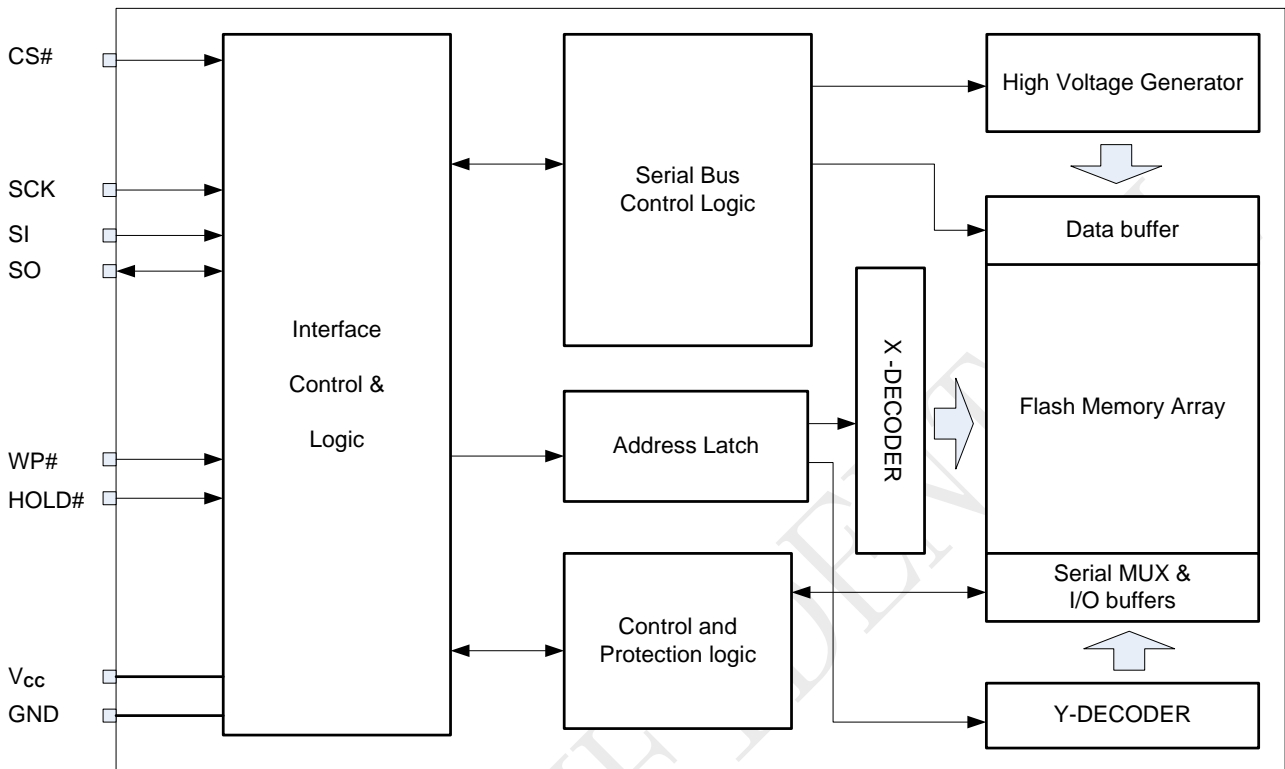 CS#
SCK
SI
SO
WP#
HOLD#
Vcc
GND
Interface
Control &
Logic
Serial Bus
Control Logic
Address Latch
Control and
Protection logic
X -DECODER
High Voltage Generator
Data buffer
Flash Memory Array
Serial MUX &
I/O buffers
Y-DECODER